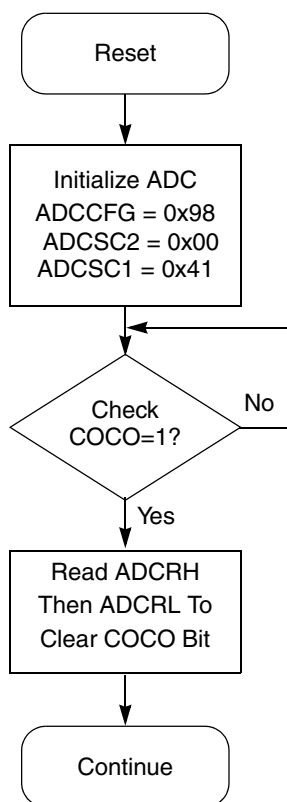 Reset
Initialize ADC
ADCCFG = 0x98
ADCSC2 = 0x00
ADCSC1 = 0x41
Check
COCO=1?
No
Yes
Read ADCRH
Then ADCRL To
Clear COCO Bit
Continue